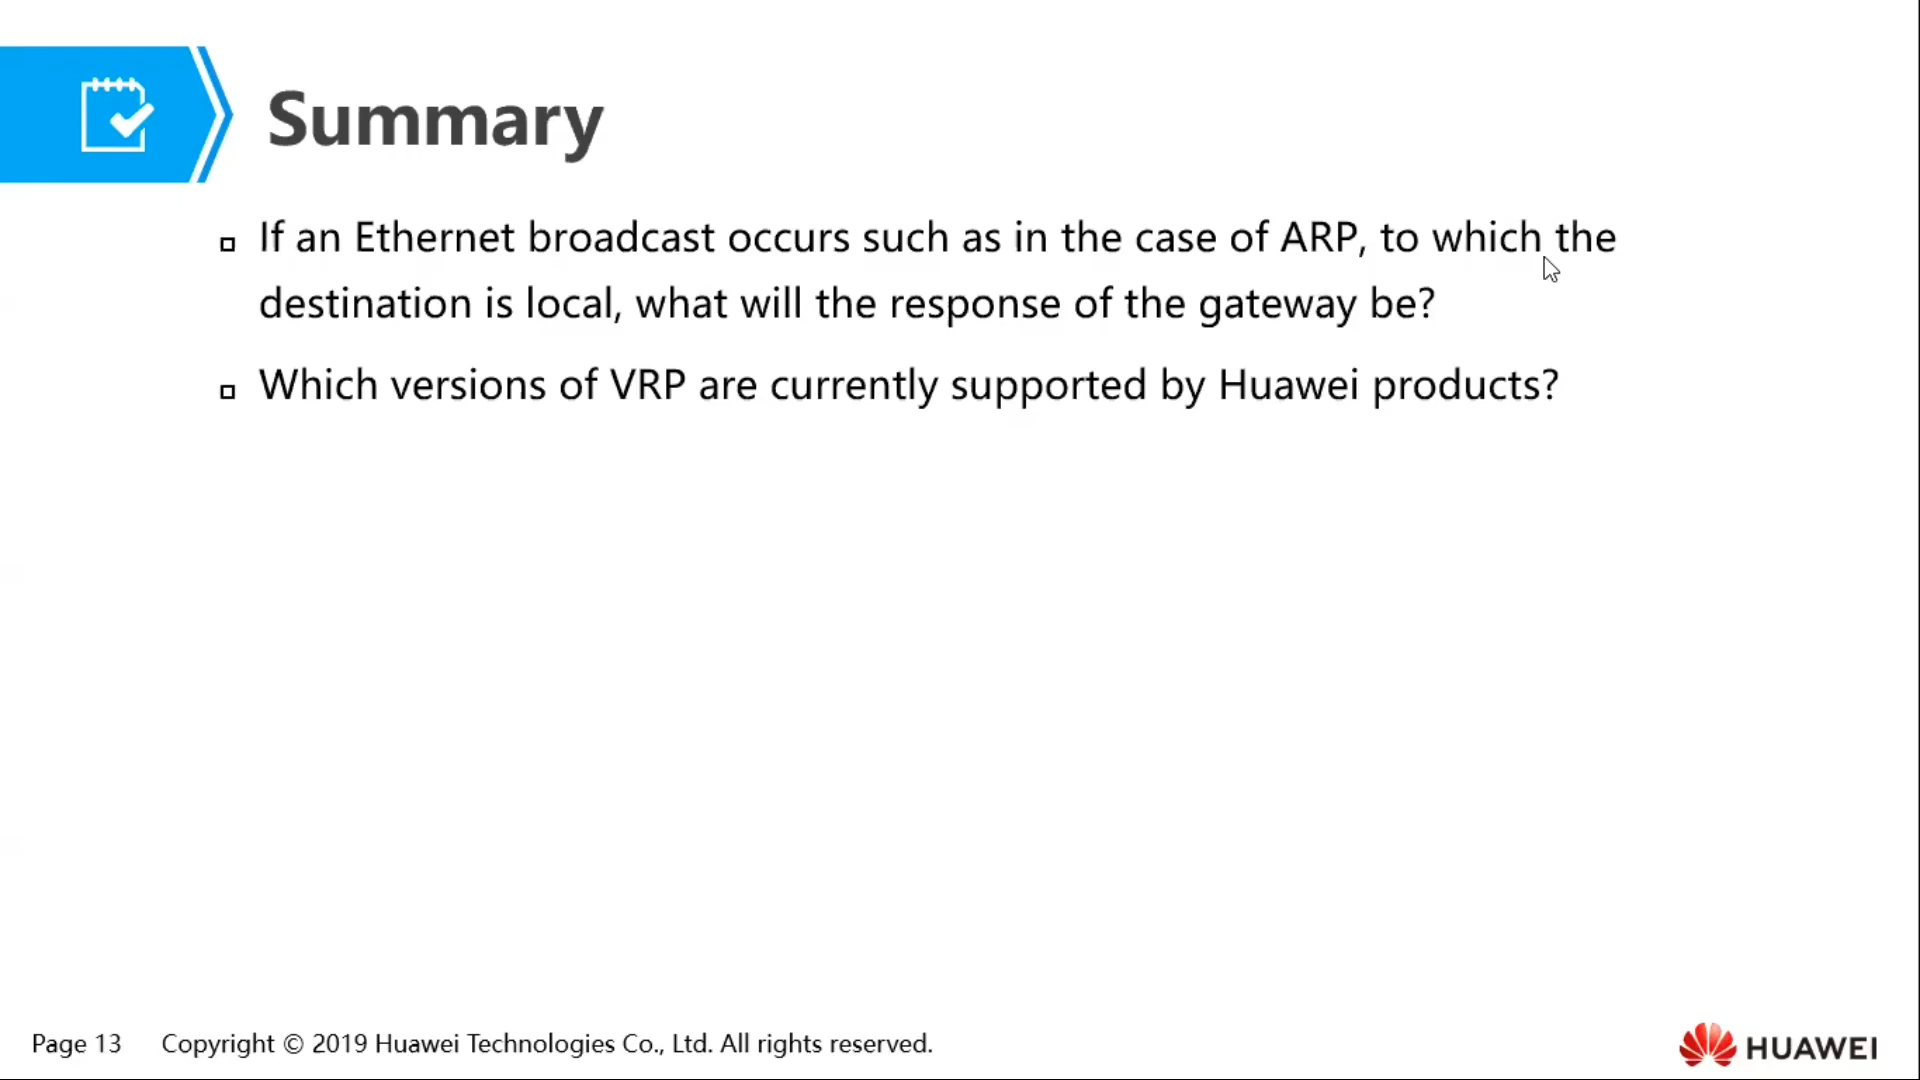 Summary
If an Ethernet broadcast occurs such as in the case of ARP, to which the
destination is local, what will the response of the gateway be?
Which versions of VRP are currently supported by Huawei products?
Page 13 Copyright © 2019 Huawei Technologies Co., Ltd. All rights reserved.
HUAWEI